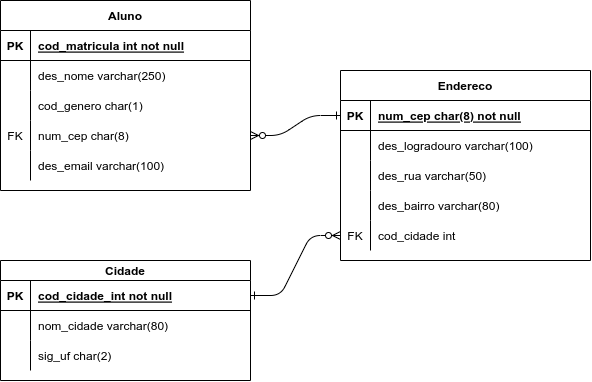 Aluno
PK cod_matricula int not null
des_nome varchar(250)
cod_genero char(1)
FK num_cep char(8)
des_email varchar(100)
Endereco
PK num_cep char(8) not null
des_logradouro varchar(100)
des_rua varchar(50)
des_bairro varchar(80)
FK cod_cidade int
Cidade
PK cod_cidade_int not null
nom_cidade varchar(80)
sig_uf char(2)